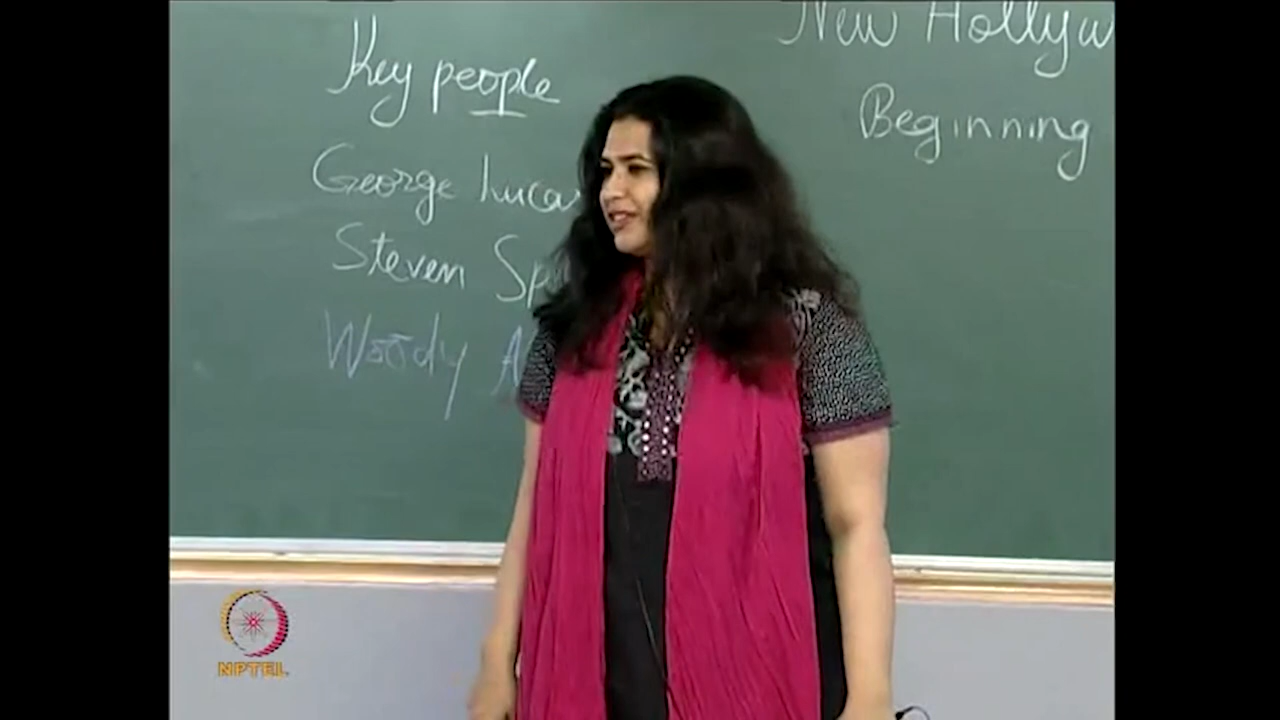 Key people
George Lucas
Steven Sp
Woody A
New Hollyw
Beginning
NPTEL